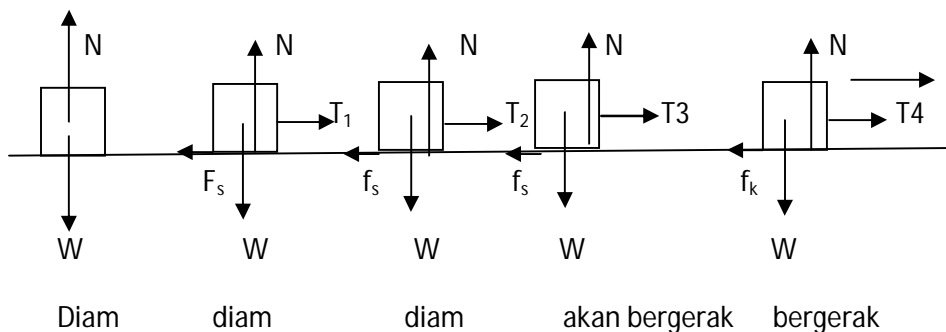 N N N N N
T₁ T₂ T3 T4
Fₛ fₛ fₛ fₖ
W W W W W
Diam diam diam akan bergerak bergerak